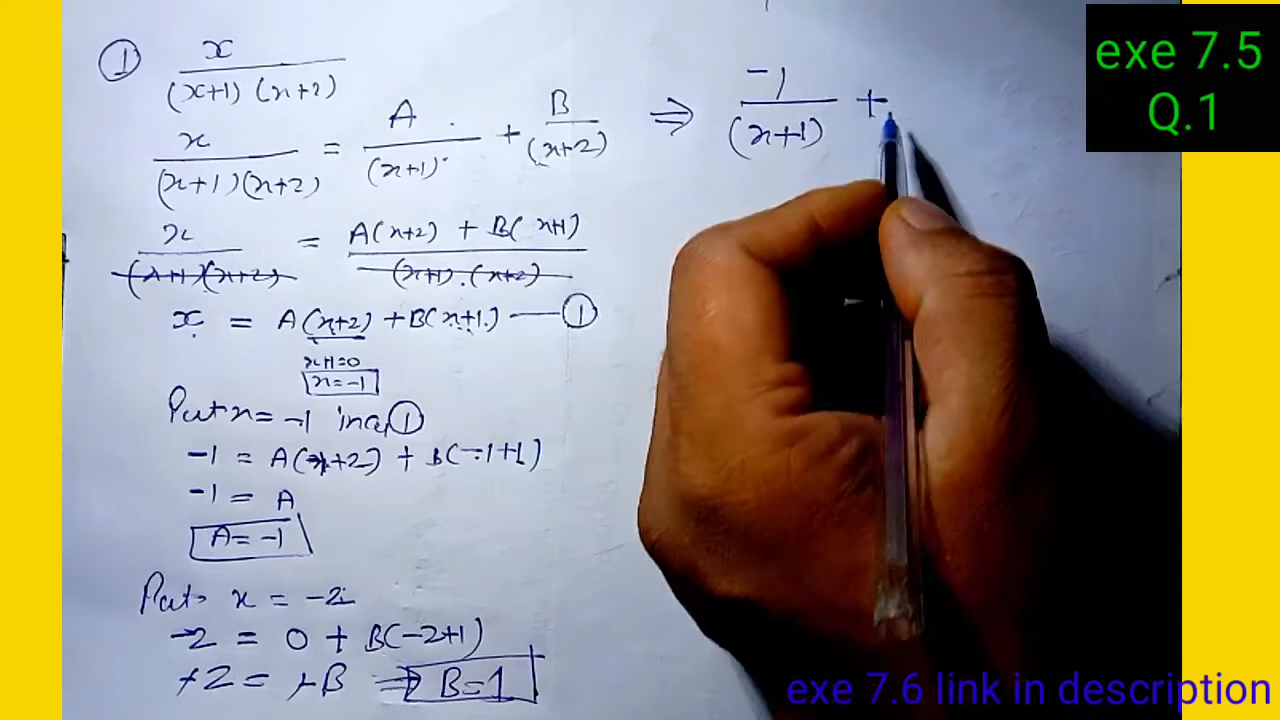 ① x / (x+1) (x+2)
x / (x+1)(x+2) = A / (x+1) + B / (x+2)
x / (x+1)(x+2) = A(x+2) + B(x+1) / (x+1).(x+2)
x = A(x+2) + B(x+1) — ①
x+1=0
x=-1
Put x = -1 in eq ①
-1 = A(-1+2) + B(-1+1)
-1 = A
A = -1
Put x = -2
-2 = 0 + B(-2+1)
+2 = +B ⇒ B=1
⇒ -1 / (x+1) +
exe 7.5
Q.1
exe 7.6 link in description